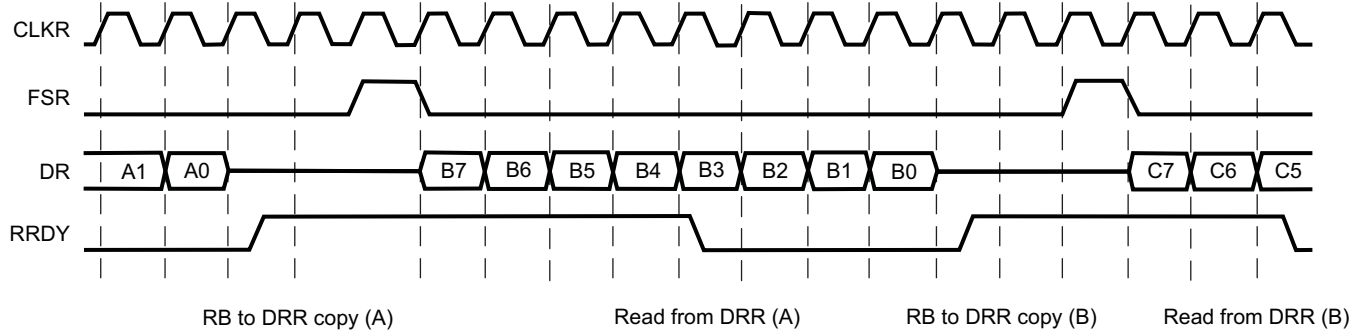 CLKR
FSR
DR A1 A0 B7 B6 B5 B4 B3 B2 B1 B0 C7 C6 C5
RRDY
RB to DRR copy (A) Read from DRR (A) RB to DRR copy (B) Read from DRR (B)